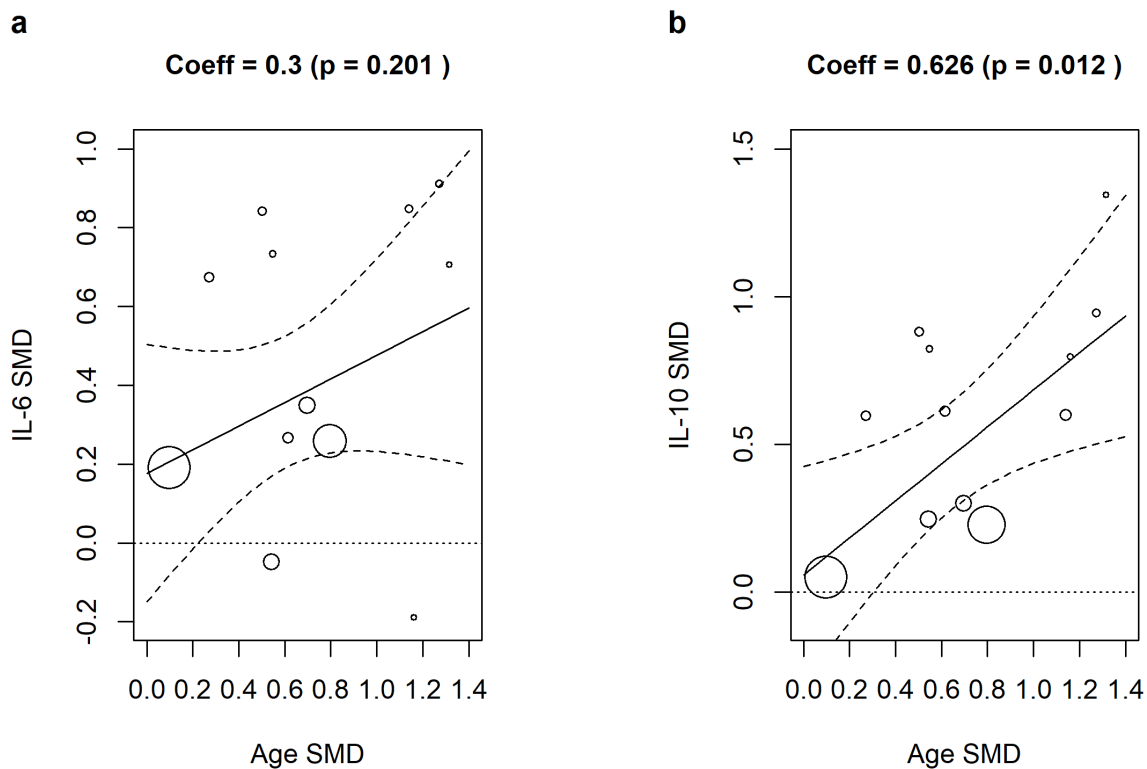 a
Coeff = 0.3 (p = 0.201 )
IL-6 SMD
1.0
0.8
0.6
0.4
0.2
0.0
-0.2
0.0 0.2 0.4 0.6 0.8 1.0 1.2 1.4
Age SMD
b
Coeff = 0.626 (p = 0.012 )
IL-10 SMD
1.5
1.0
0.5
0.0
0.0 0.2 0.4 0.6 0.8 1.0 1.2 1.4
Age SMD